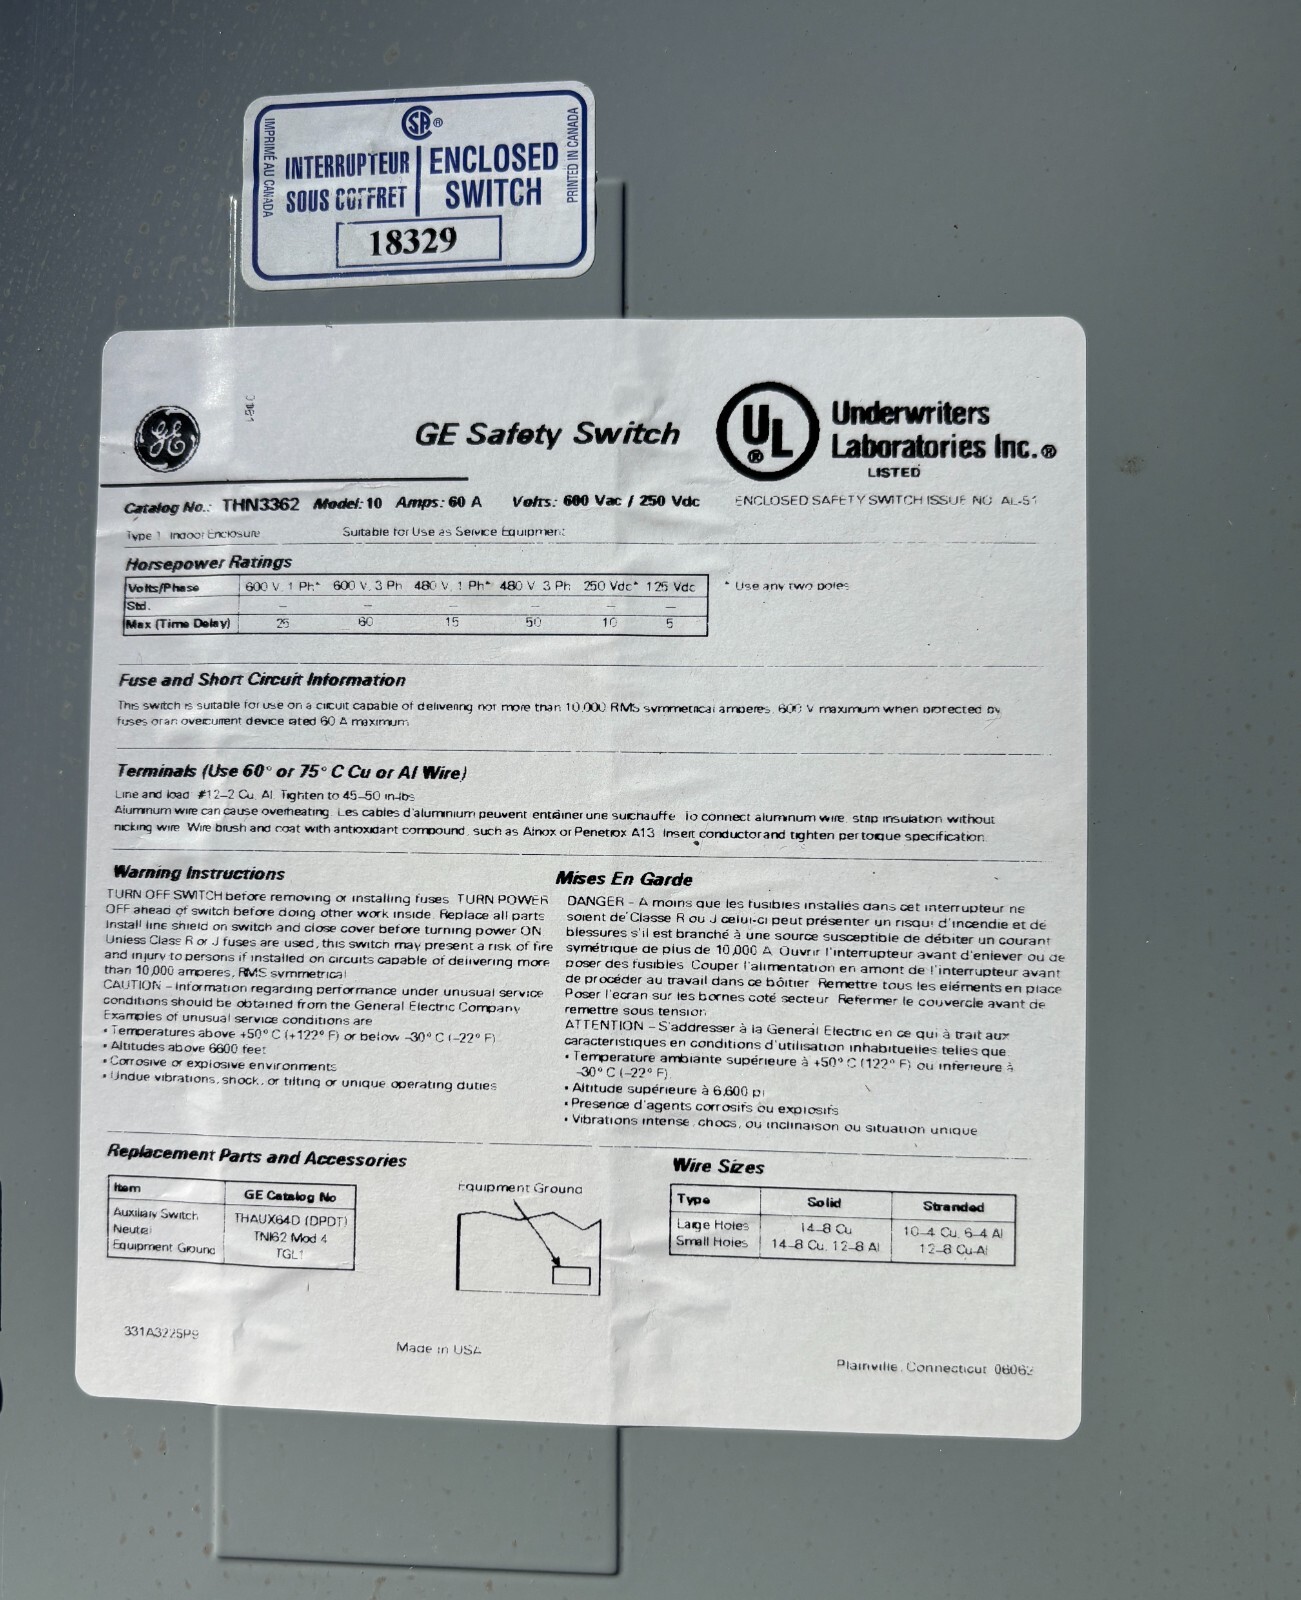 CSA®
IMPRIMÉ AU CANADA
INTERRUPTEUR
SOUS COFFRET
ENCLOSED
SWITCH
PRINTED IN CANADA
18329
GE
GE Safety Switch
UL®
Underwriters
Laboratories Inc.®
LISTED
Catalog No.: THN3362 Model: 10 Amps: 60 A Volts: 600 Vac / 250 Vdc
ENCLOSED SAFETY SWITCH ISSUE NO AL-51
Type 1 Indoor Enclosure Suitable for Use as Service Equipment
Horsepower Ratings
Volts/Phase 600 V. 1 Ph* 600 V. 3 Ph 480 V. 1 Ph* 480 V 3 Ph 250 Vdc* 125 Vdc
* Use any two poles
Std. – – – – – –
Max (Time Delay) 25 60 15 50 10 5
Fuse and Short Circuit Information
This switch is suitable for use on a circuit capable of delivering not more than 10,000 RMS symmetrical amperes, 600 V maximum when protected by
fuses or an overcurrent device rated 60 A maximum
Terminals (Use 60° or 75° C Cu or Al Wire)
Line and load #12-2 Cu, Al. Tighten to 45-50 in-lbs
Aluminum wire can cause overheating. Les cables d'aluminium peuvent entràiner une surchauffe To connect aluminum wire, strip insulation without
nicking wire Wire brush and coat with antioxidant compound, such as Alnox or Penetrox A13 Insert conductor and tighten per torque specification
Warning Instructions
TURN OFF SWITCH before removing or installing fuses TURN POWER
OFF ahead of switch before doing other work inside. Replace all parts
Install line shield on switch and close cover before turning power ON
Unless Class R or J fuses are used, this switch may present a risk of fire
and injury to persons if installed on circuits capable of delivering more
than 10,000 amperes, RMS symmetrical
CAUTION – Information regarding performance under unusual service
conditions should be obtained from the General Electric Company
Examples of unusual service conditions are
• Temperatures above +50° C (+122° F) or below -30° C (-22° F)
• Altitudes above 6600 feet
• Corrosive or explosive environments
• Undue vibrations, shock, or tilting or unique operating duties
Mises En Garde
DANGER – A moins que les fusibles installes dans cet interrupteur ne
soient de Classe R ou J celui-ci peut présenter un risque d'incendie et de
blessures s'il est branché à une source susceptible de débiter un courant
symétrique de plus de 10,000 A Ouvrir l'interrupteur avant d'enlever ou de
poser des fusibles Couper l'alimentation en amont de l'interrupteur avant
de procéder au travail dans ce bôitier Remettre tous les eléments en place
Poser l'ecran sur les bornes coté secteur Refermer le couvercle avant de
remettre sous tension
ATTENTION – S'addresser à la General Electric en ce qui à trait aux
caracteristiques en conditions d'utilisation inhabituelles telles que
• Temperature ambiante supérieure à +50° C (122° F) ou inferieure à
-30° C (-22° F)
• Altitude supérieure à 6,600 pi
• Presence d'agents corrosifs ou explosifs
• Vibrations intense, chocs, ou inclinaison ou situation unique
Replacement Parts and Accessories
Item GE Catalog No
Auxiliary Switch THAUX64D (DPDT)
Neutral TNI62 Mod 4
Equipment Ground TGL1
Equipment Ground
Wire Sizes
Type Solid Stranded
Large Holes 14-8 Cu 10-4 Cu, 6-4 Al
Small Holes 14-8 Cu, 12-8 Al 12-8 Cu-Al
331A3225P9
Made in USA
Plainville, Connecticut 06062